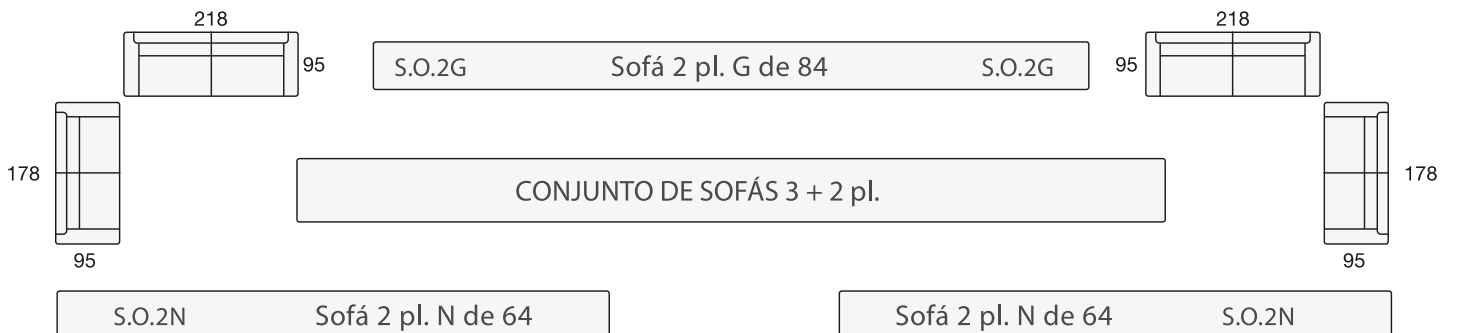 218
218
95
S.O.2G
Sofá 2 pl. G de 84
S.O.2G
95
178
CONJUNTO DE SOFÁS 3 + 2 pl.
178
95
95
S.O.2N
Sofá 2 pl. N de 64
Sofá 2 pl. N de 64
S.O.2N